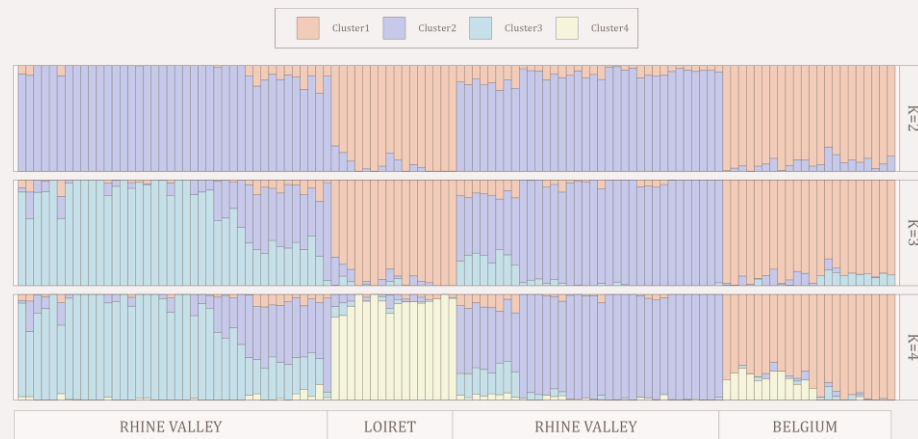 Cluster1 Cluster2 Cluster3 Cluster4
K=2
K=3
K=4
RHINE VALLEY LOIRET RHINE VALLEY BELGIUM